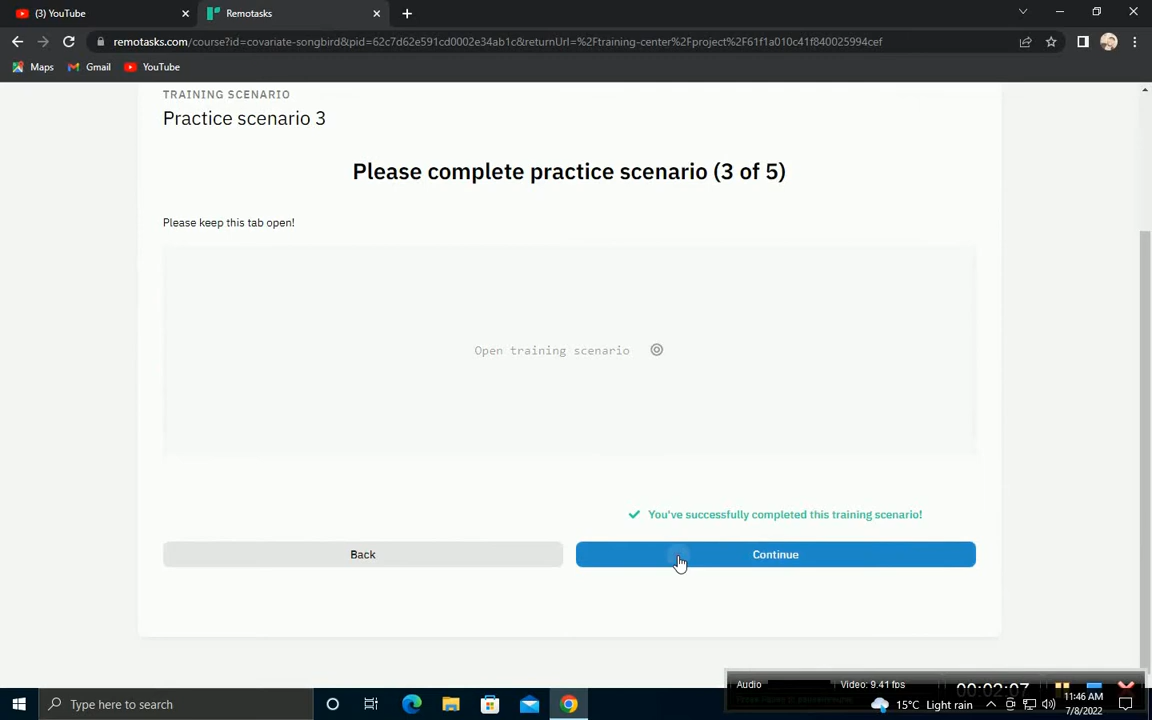 (3) YouTube
Remotasks
remotasks.com/course?id=covariate-songbird&pid=62c7d62e591cd0002e34ab1c&returnUrl=%2Ftraining-center%2Fproject%2F61f1a010c41f840025994cef
Maps Gmail YouTube
TRAINING SCENARIO
Practice scenario 3
Please complete practice scenario (3 of 5)
Please keep this tab open!
Open training scenario
You've successfully completed this training scenario!
Back Continue
Audio Video: 9.41 fps 00:02:07
Type here to search
15°C Light rain
11:46 AM
7/8/2022